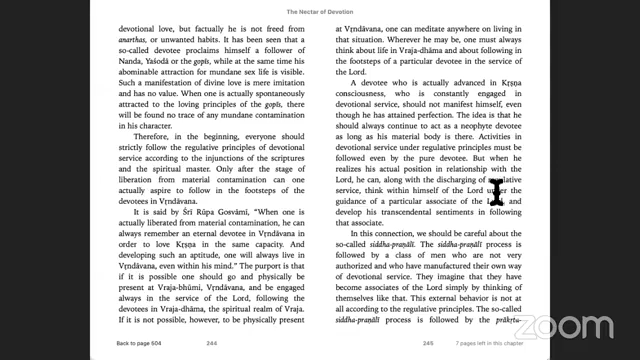 The Nectar of Devotion
devotional love, but factually he is not freed from
anarthas, or unwanted habits. It has been seen that a
so-called devotee proclaims himself a follower of
Nanda, Yaśodā or the gopīs, while at the same time his
abominable attraction for mundane sex life is visible.
Such a manifestation of divine love is mere imitation
and has no value. When one is actually spontaneously
attracted to the loving principles of the gopīs, there
will be found no trace of any mundane contamination
in his character.
Therefore, in the beginning, everyone should
strictly follow the regulative principles of devotional
service according to the injunctions of the scriptures
and the spiritual master. Only after the stage of
liberation from material contamination can one
actually aspire to follow in the footsteps of the
devotees in Vṛndāvana.
It is said by Śrī Rūpa Gosvāmī, “When one is
actually liberated from material contamination, he can
always remember an eternal devotee in Vṛndāvana in
order to love Kṛṣṇa in the same capacity. And
developing such an aptitude, one will always live in
Vṛndāvana, even within his mind.” The purport is that
if it is possible one should go and physically be
present at Vraja-bhūmi, Vṛndāvana, and be engaged
always in the service of the Lord, following the
devotees in Vraja-dhāma, the spiritual realm of Vraja.
If it is not possible, however, to be physically present
at Vṛndāvana, one can meditate anywhere on living in
that situation. Wherever he may be, one must always
think about life in Vraja-dhāma and about following in
the footsteps of a particular devotee in the service of
the Lord.
A devotee who is actually advanced in Kṛṣṇa
consciousness, who is constantly engaged in
devotional service, should not manifest himself, even
though he has attained perfection. The idea is that he
should always continue to act as a neophyte devotee
as long as his material body is there. Activities in
devotional service under regulative principles must be
followed even by the pure devotee. But when he
realizes his actual position in relationship with the
Lord, he can, along with the discharging of regulative
service, think within himself of the Lord under the
guidance of a particular associate of the Lord, and
develop his transcendental sentiments in following
that associate.
In this connection, we should be careful about the
so-called siddha-praṇālī. The siddha-praṇālī process is
followed by a class of men who are not very
authorized and who have manufactured their own way
of devotional service. They imagine that they have
become associates of the Lord simply by thinking of
themselves like that. This external behavior is not at
all according to the regulative principles. The so-called
siddha-praṇālī process is followed by the prākṛta-
Back to page 504
244
245
7 pages left in this chapter
zoom